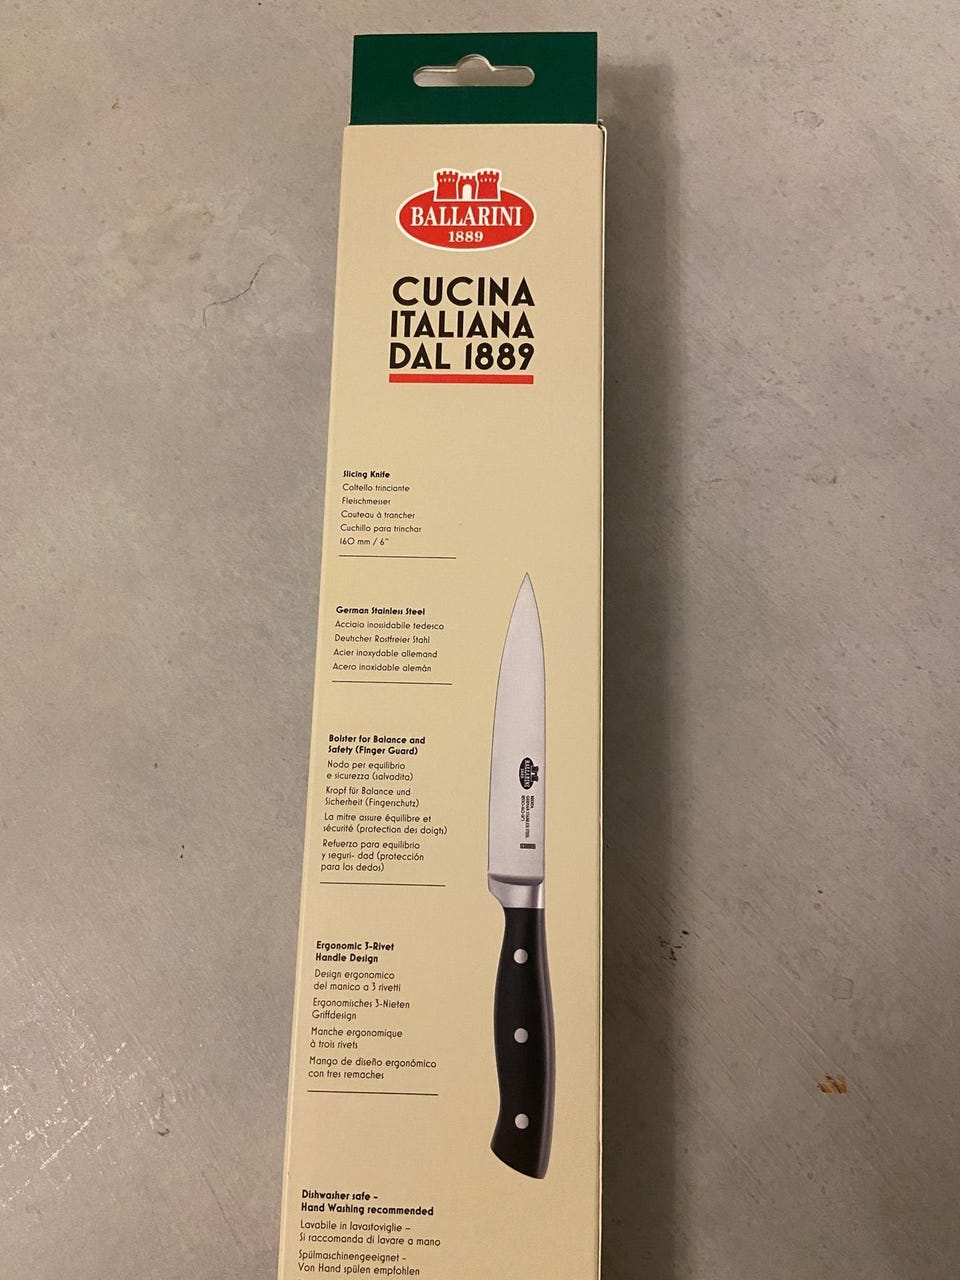 BALLARINI
1889
CUCINA
ITALIANA
DAL 1889
Slicing Knife
Coltello trinciante
Fleischmesser
Couteau à trancher
Cuchillo para trinchar
160 mm / 6"
German Stainless Steel
Acciaio inossidabile tedesco
Deutscher Rostfreier Stahl
Acier inoxydable allemand
Acero inoxidable alemán
Bolster for Balance and
Safety (Finger Guard)
Nodo per equilibrio
e sicurezza (salvadita)
Kropf für Balance und
Sicherheit (Fingerschutz)
La mitre assure équilibre et
sécurité (protection des doigts)
Refuerzo para equilibrio
y seguri- dad (protección
para los dedos)
BALLARINI
1889
GERMAN STAINLESS STEEL
Ergonomic 3-Rivet
Handle Design
Design ergonomico
del manico a 3 rivetti
Ergonomisches 3-Nieten
Griffdesign
Manche ergonomique
à trois rivets
Mango de diseño ergonómico
con tres remaches
Dishwasher safe –
Hand Washing recommended
Lavabile in lavastoviglie –
Si raccomanda di lavare a mano
Spülmaschinengeeignet -
Von Hand spülen empfohlen